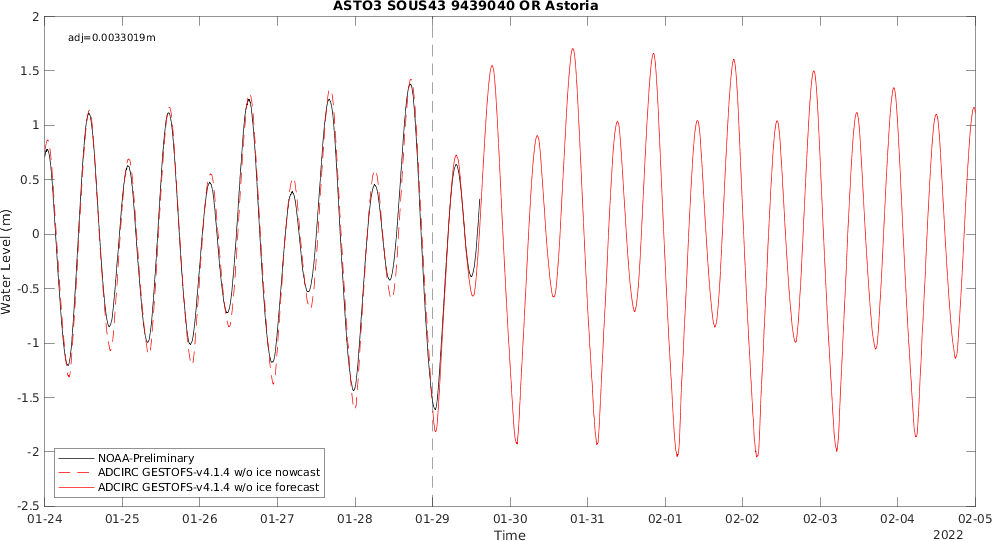 ASTO3 SOUS43 9439040 OR Astoria
adj=0.0033019m
Water Level (m)
2
1.5
1
0.5
0
-0.5
-1
-1.5
-2
-2.5
NOAA-Preliminary
ADCIRC GESTOFS-v4.1.4 w/o ice nowcast
ADCIRC GESTOFS-v4.1.4 w/o ice forecast
01-24 01-25 01-26 01-27 01-28 01-29 01-30 01-31 02-01 02-02 02-03 02-04 02-05
Time
2022